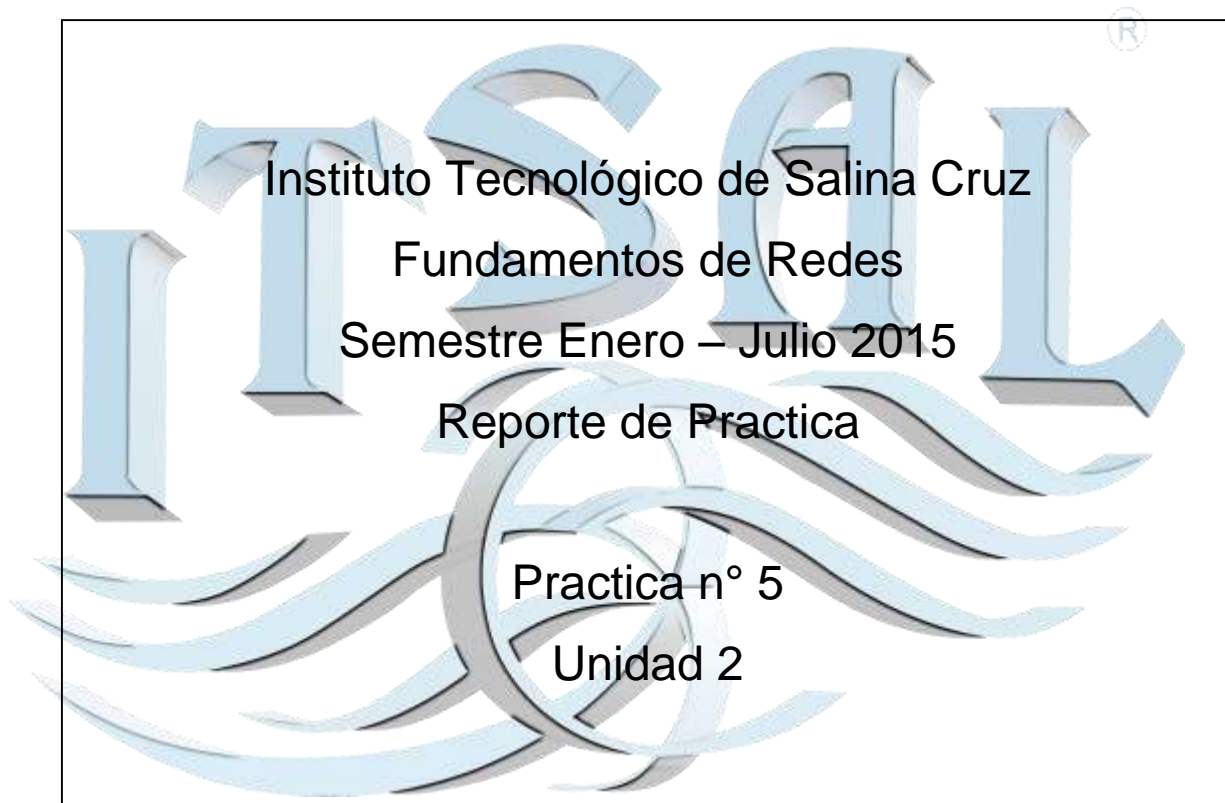 ®
ITSAL
Instituto Tecnológico de Salina Cruz
Fundamentos de Redes
Semestre Enero – Julio 2015
Reporte de Practica
Practica n° 5
Unidad 2